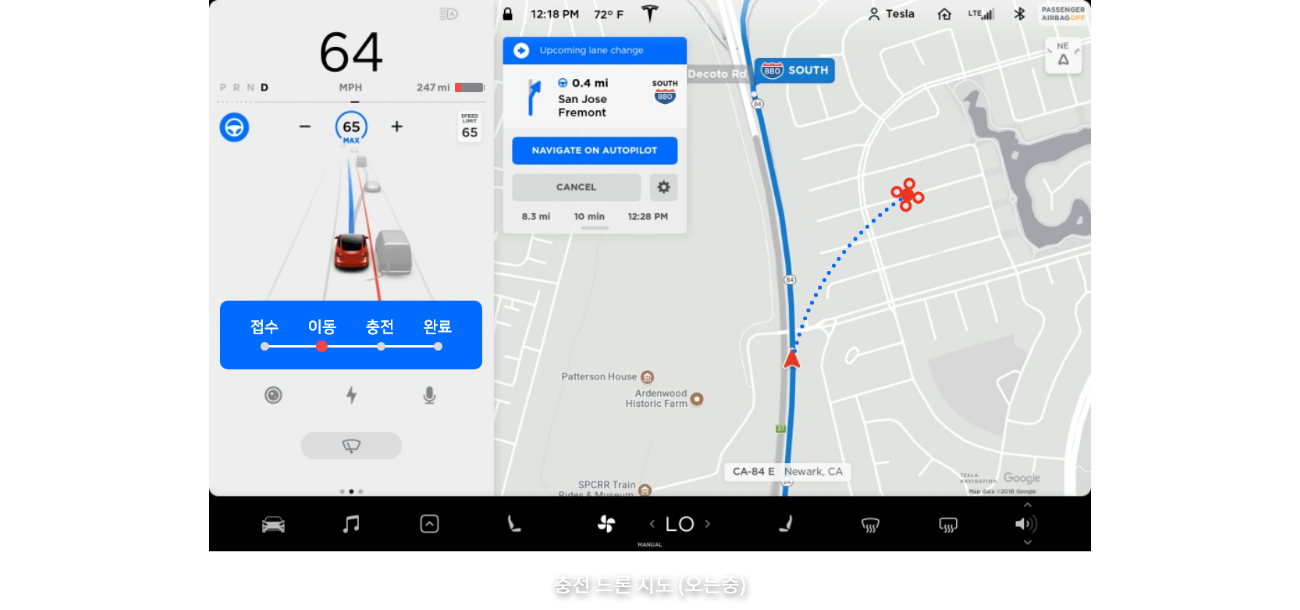 64
P R N D
MPH
247 mi
65
MAX
SPEED
LIMIT
65
접수 이동 충전 완료
12:18 PM 72° F
Tesla
LTE
PASSENGER
AIRBAG OFF
Upcoming lane change
0.4 mi
San Jose
Fremont
SOUTH
880
NAVIGATE ON AUTOPILOT
CANCEL
8.3 mi 10 min 12:28 PM
Decoto Rd
880 SOUTH
NE
84
84
Patterson House
Ardenwood
Historic Farm
37
CA-84 E Newark, CA
84
SPCRR Train
Rides & Museum
TESLA
NAVIGATION
Google
Map data ©2018 Google
LO
MANUAL
충전 드론 지도 (오는중)